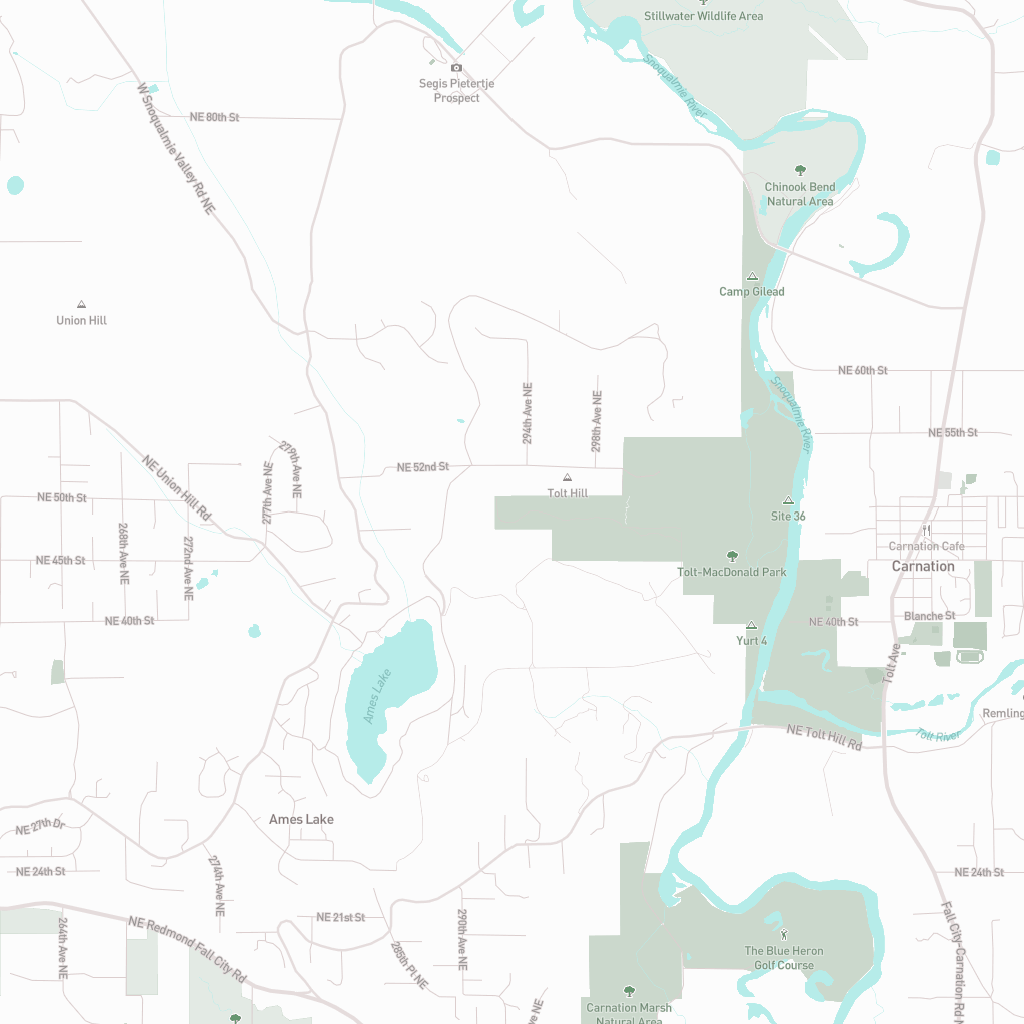 Stillwater Wildlife Area
Snoqualmie River
Segis Pietertje
Prospect
W Snoqualmie Valley Rd NE
NE 80th St
Chinook Bend
Natural Area
Camp Gilead
Union Hill
NE 60th St
Snoqualmie River
294th Ave NE
298th Ave NE
NE 55th St
279th Ave NE
NE Union Hill Rd
277th Ave NE
NE 52nd St
Tolt Hill
NE 50th St
Site 36
268th Ave NE
272nd Ave NE
Carnation Cafe
Carnation
NE 45th St
Tolt-MacDonald Park
NE 40th St
Blanche St
NE 40th St
Yurt 4
Tolt Ave
Ames Lake
Remling
NE Tolt Hill Rd
Tolt River
Ames Lake
NE 27th Dr
NE 24th St
274th Ave NE
NE 24th St
NE 21st St
264th Ave NE
NE Redmond Fall City Rd
290th Ave NE
285th Pl NE
Fall City-Carnation Rd N
The Blue Heron
Golf Course
Carnation Marsh
Natural Area
Ave NE